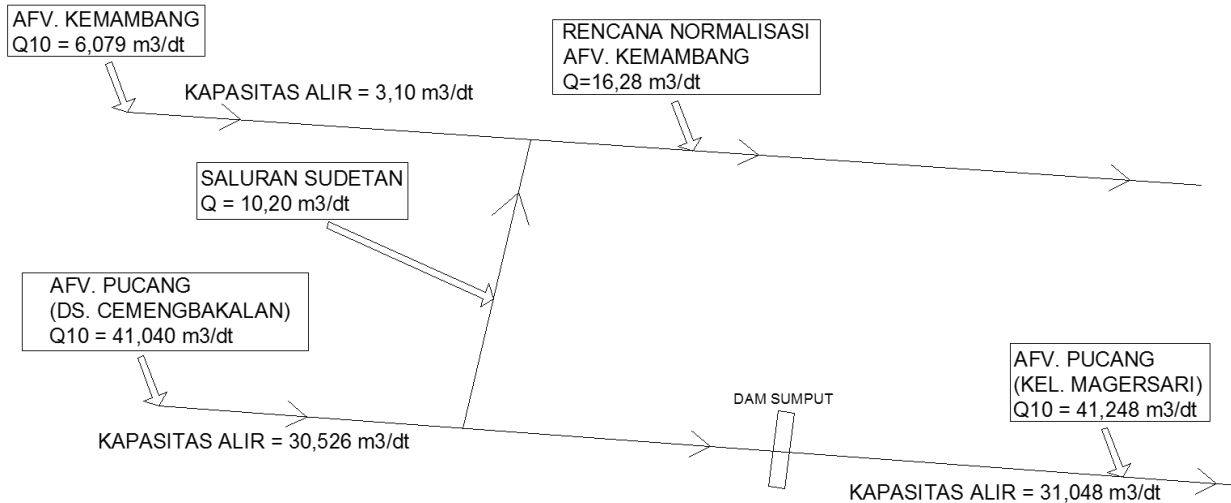 AFV. KEMAMBANG
Q10 = 6,079 m3/dt
KAPASITAS ALIR = 3,10 m3/dt
RENCANA NORMALISASI
AFV. KEMAMBANG
Q=16,28 m3/dt
SALURAN SUDETAN
Q = 10,20 m3/dt
AFV. PUCANG
(DS. CEMENGBAKALAN)
Q10 = 41,040 m3/dt
KAPASITAS ALIR = 30,526 m3/dt
DAM SUMPUT
AFV. PUCANG
(KEL. MAGERSARI)
Q10 = 41,248 m3/dt
KAPASITAS ALIR = 31,048 m3/dt